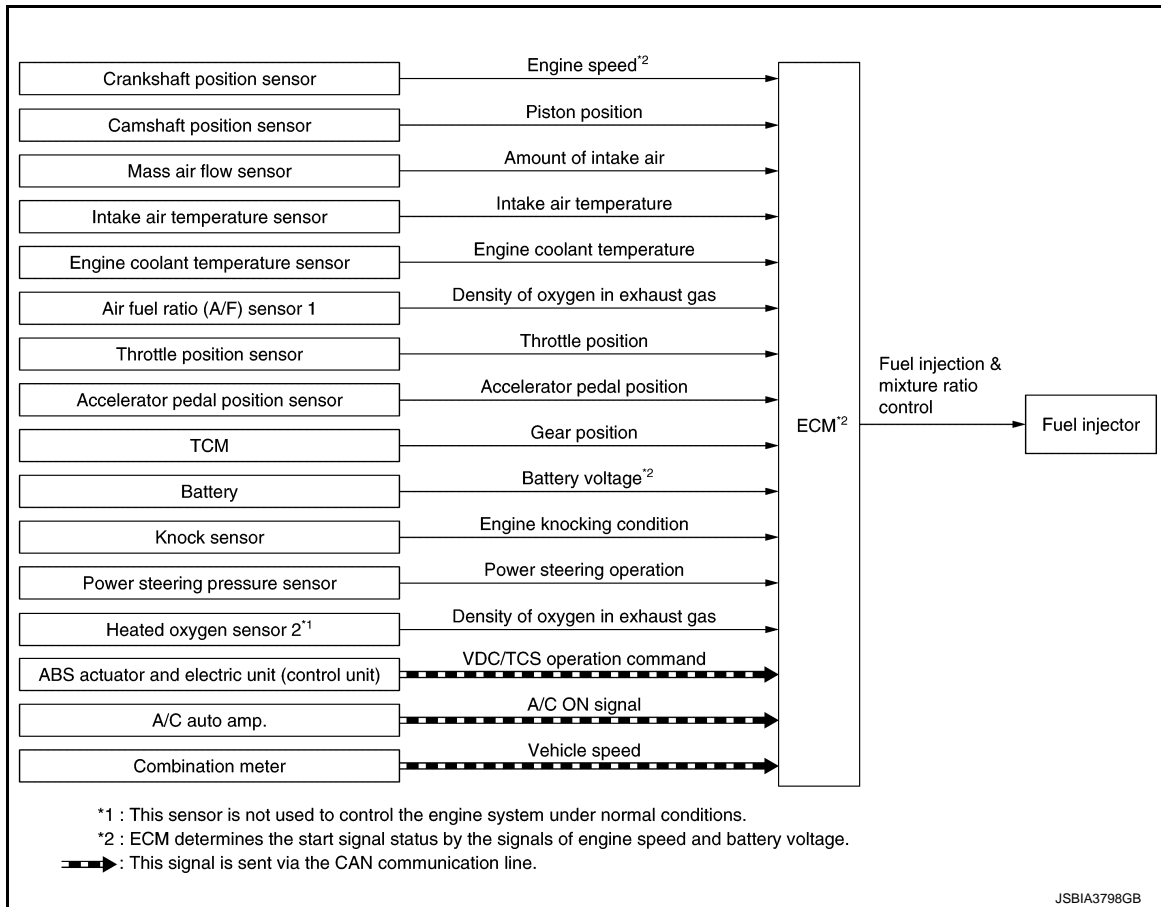 Crankshaft position sensor
Engine speed*2
Camshaft position sensor
Piston position
Mass air flow sensor
Amount of intake air
Intake air temperature sensor
Intake air temperature
Engine coolant temperature sensor
Engine coolant temperature
Air fuel ratio (A/F) sensor 1
Density of oxygen in exhaust gas
Throttle position sensor
Throttle position
Accelerator pedal position sensor
Accelerator pedal position
TCM
Gear position
Battery
Battery voltage*2
Knock sensor
Engine knocking condition
Power steering pressure sensor
Power steering operation
Heated oxygen sensor 2*1
Density of oxygen in exhaust gas
ABS actuator and electric unit (control unit)
VDC/TCS operation command
A/C auto amp.
A/C ON signal
Combination meter
Vehicle speed
ECM*2
Fuel injection &
mixture ratio
control
Fuel injector
*1 : This sensor is not used to control the engine system under normal conditions.
*2 : ECM determines the start signal status by the signals of engine speed and battery voltage.
: This signal is sent via the CAN communication line.
JSBIA3798GB